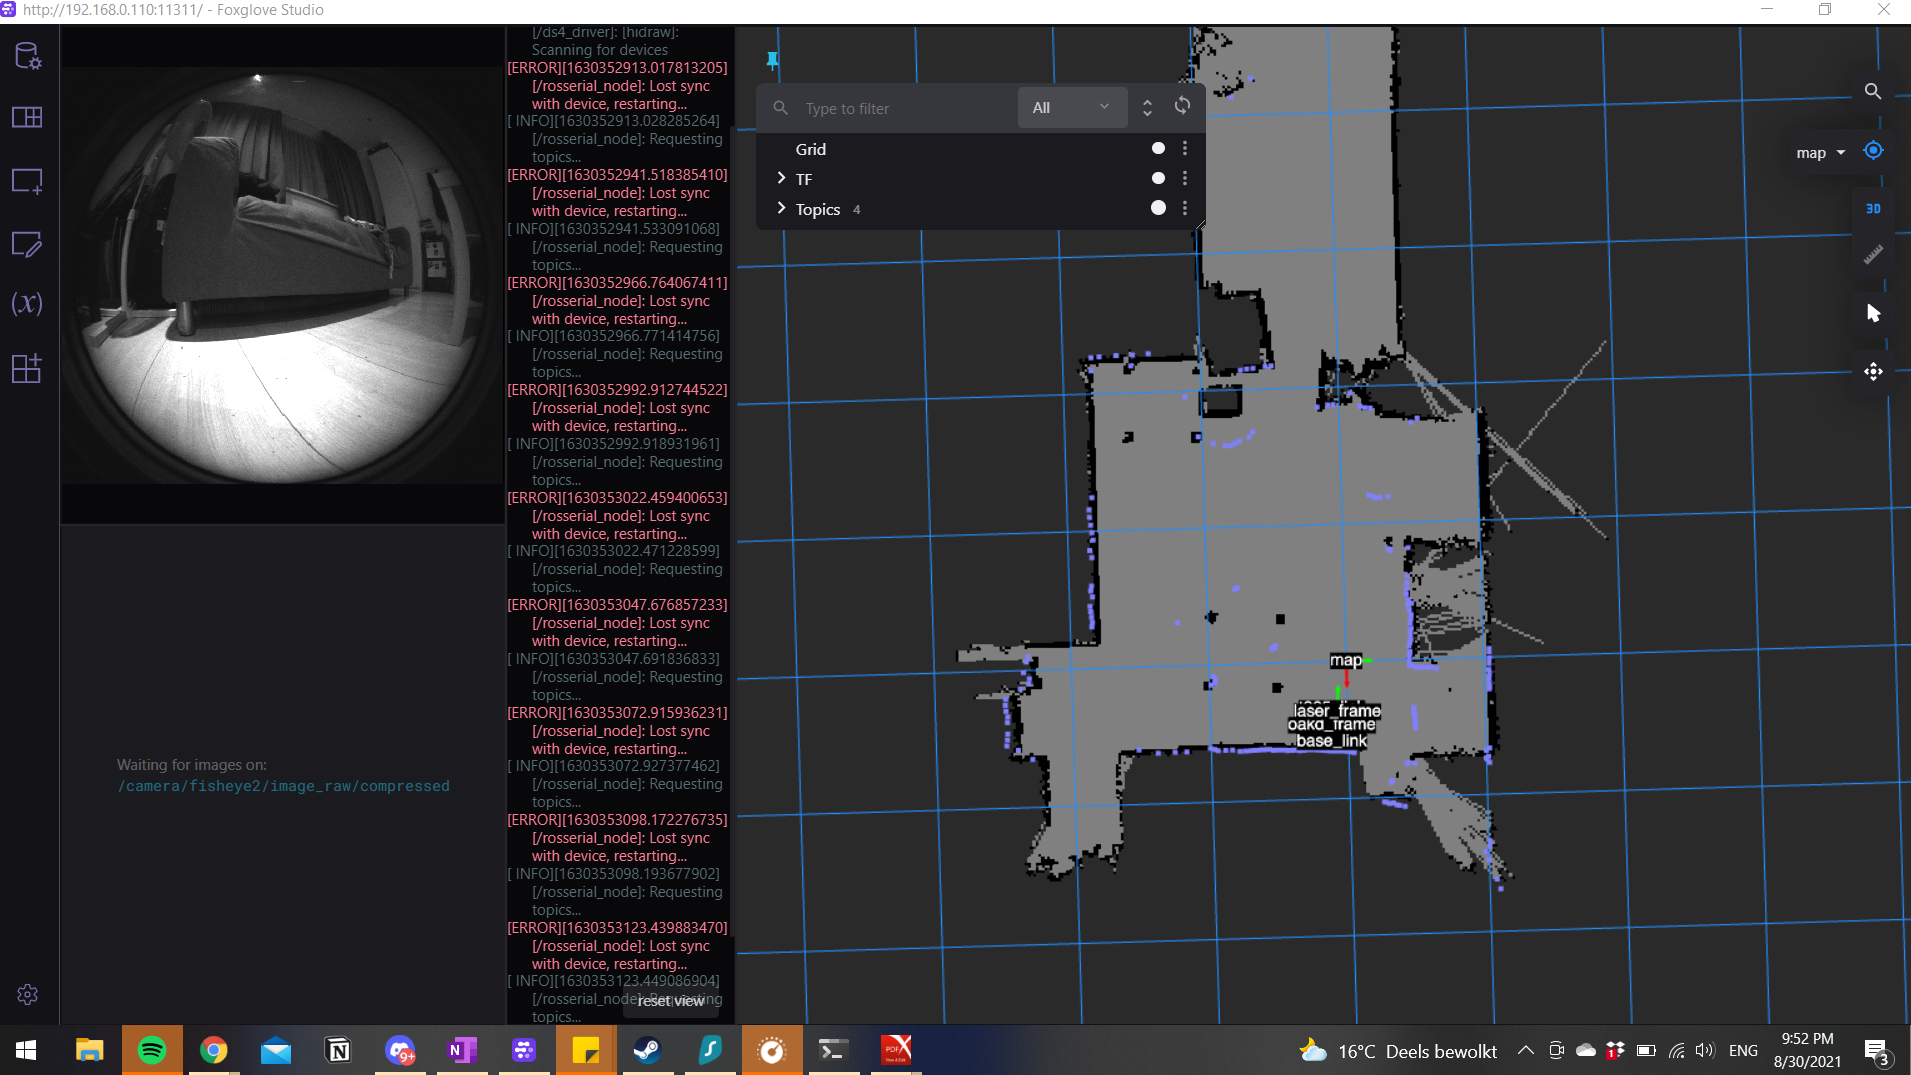 http://192.168.0.110:11311/ - Foxglove Studio
[/ds4_driver]: [hidraw]:
Scanning for devices
[ERROR][1630352913.017813205]
[/rosserial_node]: Lost sync
with device, restarting...
[ INFO][1630352913.028285264]
[/rosserial_node]: Requesting
topics...
[ERROR][1630352941.518385410]
[/rosserial_node]: Lost sync
with device, restarting...
[ INFO][1630352941.533091068]
[/rosserial_node]: Requesting
topics...
[ERROR][1630352966.764067411]
[/rosserial_node]: Lost sync
with device, restarting...
[ INFO][1630352966.771414756]
[/rosserial_node]: Requesting
topics...
[ERROR][1630352992.912744522]
[/rosserial_node]: Lost sync
with device, restarting...
[ INFO][1630352992.918931961]
[/rosserial_node]: Requesting
topics...
[ERROR][1630353022.459400653]
[/rosserial_node]: Lost sync
with device, restarting...
[ INFO][1630353022.471228599]
[/rosserial_node]: Requesting
topics...
[ERROR][1630353047.676857233]
[/rosserial_node]: Lost sync
with device, restarting...
[ INFO][1630353047.691836833]
[/rosserial_node]: Requesting
topics...
[ERROR][1630353072.915936231]
[/rosserial_node]: Lost sync
with device, restarting...
[ INFO][1630353072.927377462]
[/rosserial_node]: Requesting
topics...
[ERROR][1630353098.172276735]
[/rosserial_node]: Lost sync
with device, restarting...
[ INFO][1630353098.193677902]
[/rosserial_node]: Requesting
topics...
[ERROR][1630353123.439883470]
[/rosserial_node]: Lost sync
with device, restarting...
[ INFO][1630353123.449086904]
[/rosserial_node]: Requesting
topics...
reset view
Waiting for images on:
/camera/fisheye2/image_raw/compressed
Type to filter
All
Grid
TF
Topics 4
map
3D
map
laser_frame
oakd_frame
base_link
16°C Deels bewolkt
ENG
9:52 PM
8/30/2021
3
9+
N
PDFX
1